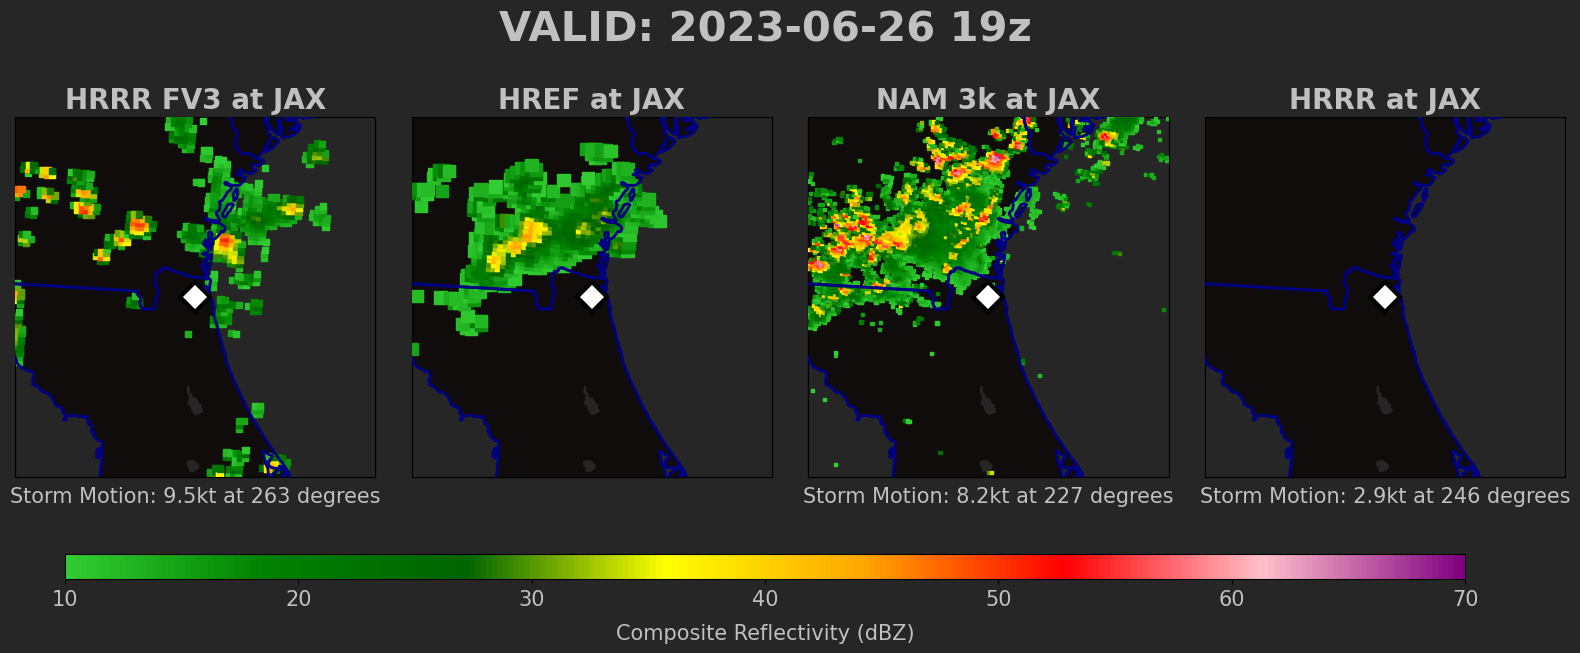 VALID: 2023-06-26 19z
HRRR FV3 at JAX
HREF at JAX
NAM 3k at JAX
HRRR at JAX
Storm Motion: 9.5kt at 263 degrees
Storm Motion: 8.2kt at 227 degrees
Storm Motion: 2.9kt at 246 degrees
10 20 30 40 50 60 70
Composite Reflectivity (dBZ)